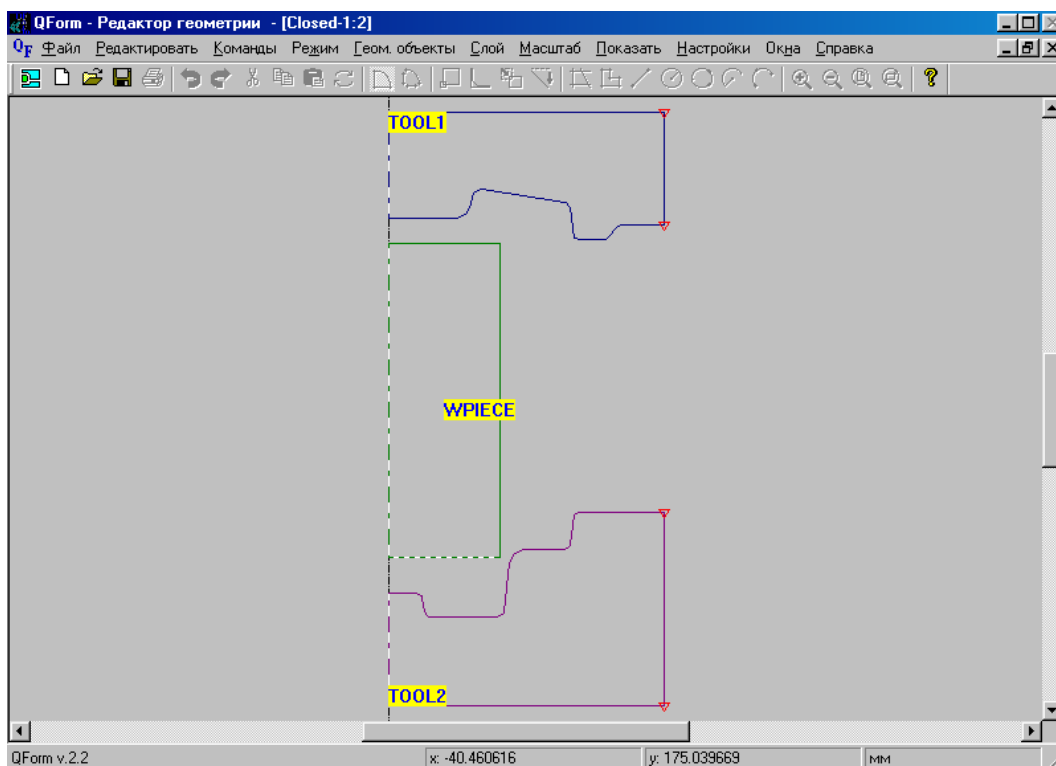 QForm - Редактор геометрии - [Closed-1:2]
QF Файл Редактировать Команды Режим Геом. объекты Слой Масштаб Показать Настройки Окна Справка
TOOL1
WPIECE
TOOL2
QForm v.2.2 x: -40.460616 y: 175.039669 мм